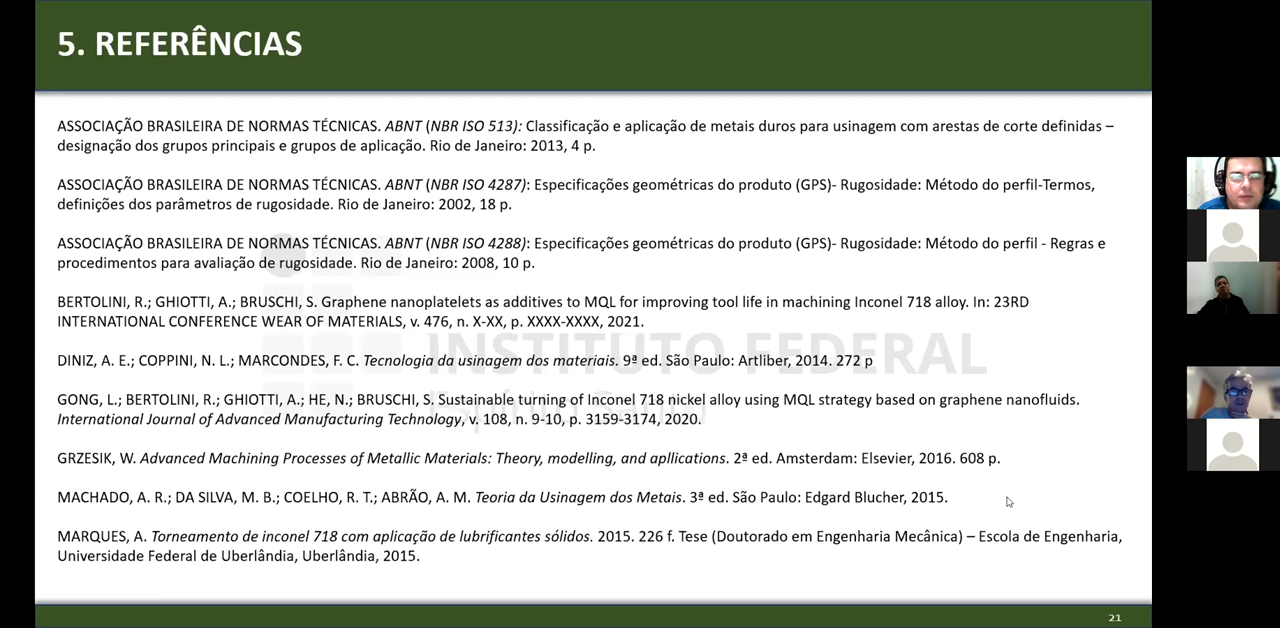 5. REFERÊNCIAS
ASSOCIAÇÃO BRASILEIRA DE NORMAS TÉCNICAS. ABNT (NBR ISO 513): Classificação e aplicação de metais duros para usinagem com arestas de corte definidas –
designação dos grupos principais e grupos de aplicação. Rio de Janeiro: 2013, 4 p.
ASSOCIAÇÃO BRASILEIRA DE NORMAS TÉCNICAS. ABNT (NBR ISO 4287): Especificações geométricas do produto (GPS)- Rugosidade: Método do perfil-Termos,
definições dos parâmetros de rugosidade. Rio de Janeiro: 2002, 18 p.
ASSOCIAÇÃO BRASILEIRA DE NORMAS TÉCNICAS. ABNT (NBR ISO 4288): Especificações geométricas do produto (GPS)- Rugosidade: Método do perfil - Regras e
procedimentos para avaliação de rugosidade. Rio de Janeiro: 2008, 10 p.
BERTOLINI, R.; GHIOTTI, A.; BRUSCHI, S. Graphene nanoplatelets as additives to MQL for improving tool life in machining Inconel 718 alloy. In: 23RD
INTERNATIONAL CONFERENCE WEAR OF MATERIALS, v. 476, n. X-XX, p. XXXX-XXXX, 2021.
DINIZ, A. E.; COPPINI, N. L.; MARCONDES, F. C. Tecnologia da usinagem dos materiais. 9ª ed. São Paulo: Artliber, 2014. 272 p
GONG, L.; BERTOLINI, R.; GHIOTTI, A.; HE, N.; BRUSCHI, S. Sustainable turning of Inconel 718 nickel alloy using MQL strategy based on graphene nanofluids.
International Journal of Advanced Manufacturing Technology, v. 108, n. 9-10, p. 3159-3174, 2020.
GRZESIK, W. Advanced Machining Processes of Metallic Materials: Theory, modelling, and apllications. 2ª ed. Amsterdam: Elsevier, 2016. 608 p.
MACHADO, A. R.; DA SILVA, M. B.; COELHO, R. T.; ABRÃO, A. M. Teoria da Usinagem dos Metais. 3ª ed. São Paulo: Edgard Blucher, 2015.
MARQUES, A. Torneamento de inconel 718 com aplicação de lubrificantes sólidos. 2015. 226 f. Tese (Doutorado em Engenharia Mecânica) – Escola de Engenharia,
Universidade Federal de Uberlândia, Uberlândia, 2015.
INSTITUTO FEDERAL
Espírito Santo
21